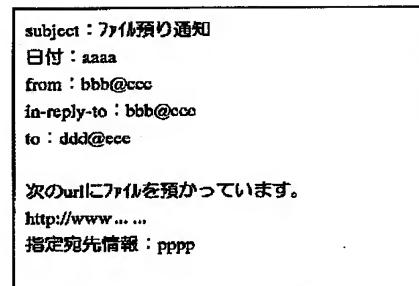 subject：ﾌｧｲﾙ預り通知
日付：aaaa
from：bbb@ccc
in-reply-to：bbb@ccc
to：ddd@eee
次のurlにﾌｧｲﾙを預かっています。
http://www ... ...
指定宛先情報：pppp